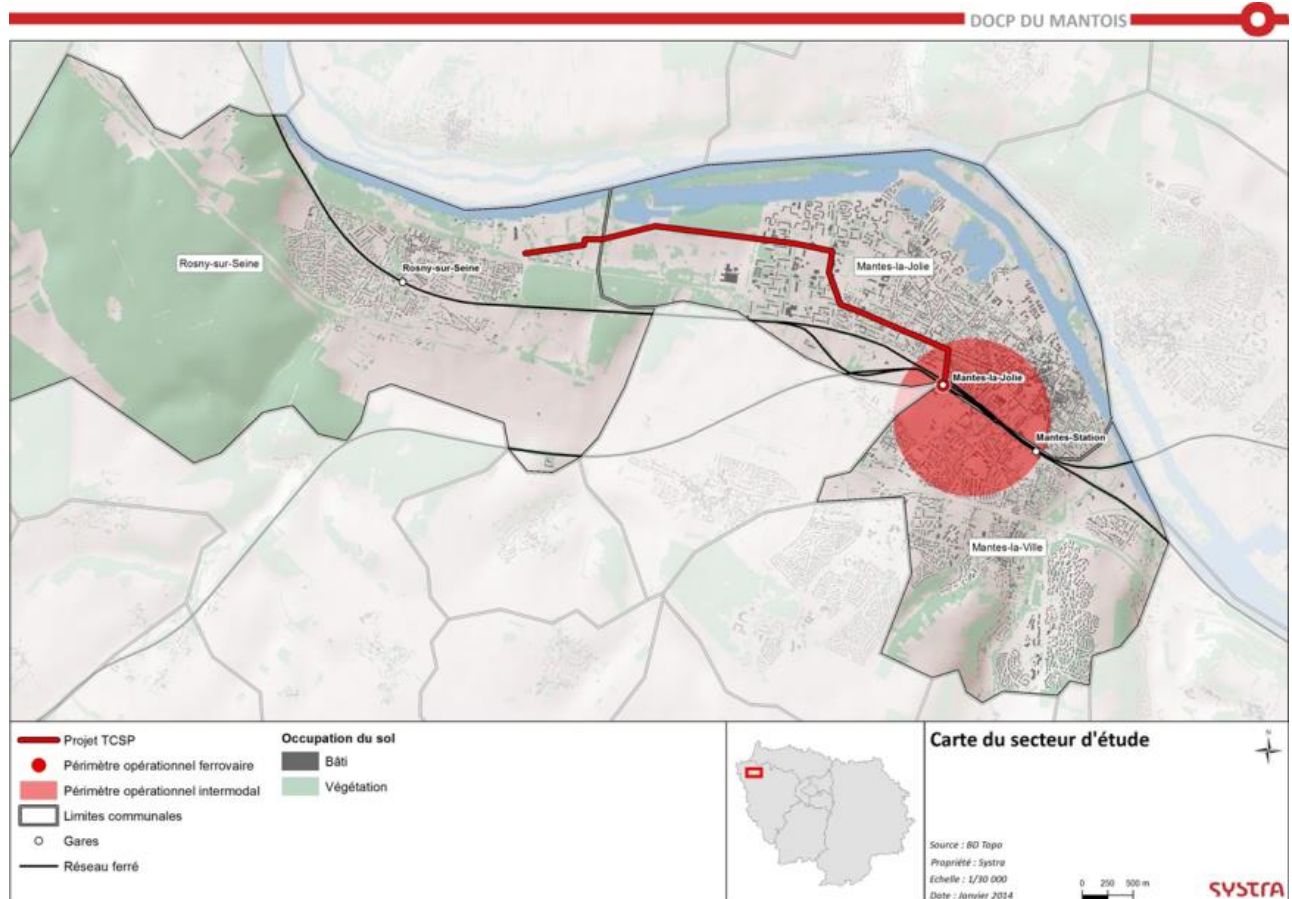 DOCP DU MANTOIS
Rosny-sur-Seine
Rosny-sur-Seine
Mantes-la-Jolie
Mantes-la-Jolie
Mantes-Station
Mantes-la-Ville
Projet TCSP
Périmètre opérationnel ferrovaire
Périmètre opérationnel intermodal
Limites communales
Gares
Réseau ferré
Occupation du sol
Bâti
Végétation
Carte du secteur d'étude
N
Source : BD Topo
Propriété : Systra
Echelle : 1/30 000
Date : Janvier 2014
0 250 500 m
SYSTRA